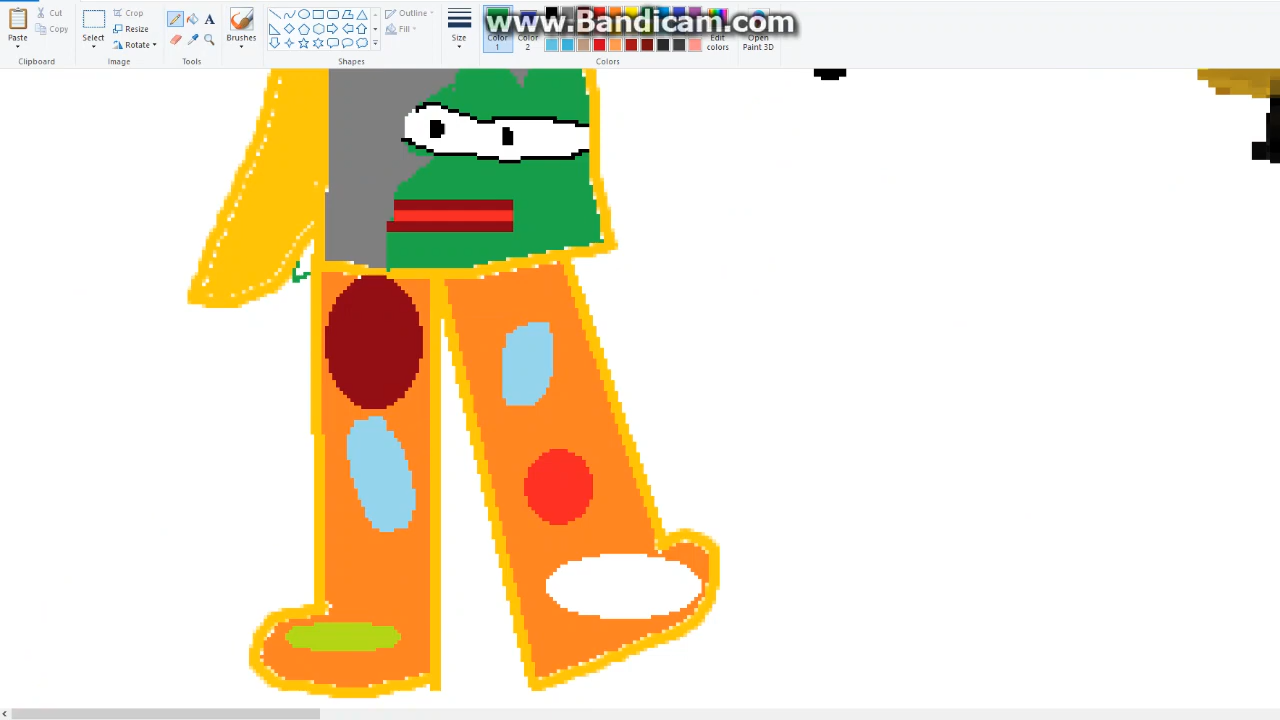 www.Bandicam.com
Paste
Cut
Copy
Clipboard
Select
Crop
Resize
Rotate
Image
A
Tools
Brushes
Outline
Fill
Shapes
Size
Color
1
Color
2
Edit
colors
Colors
Open
Paint 3D